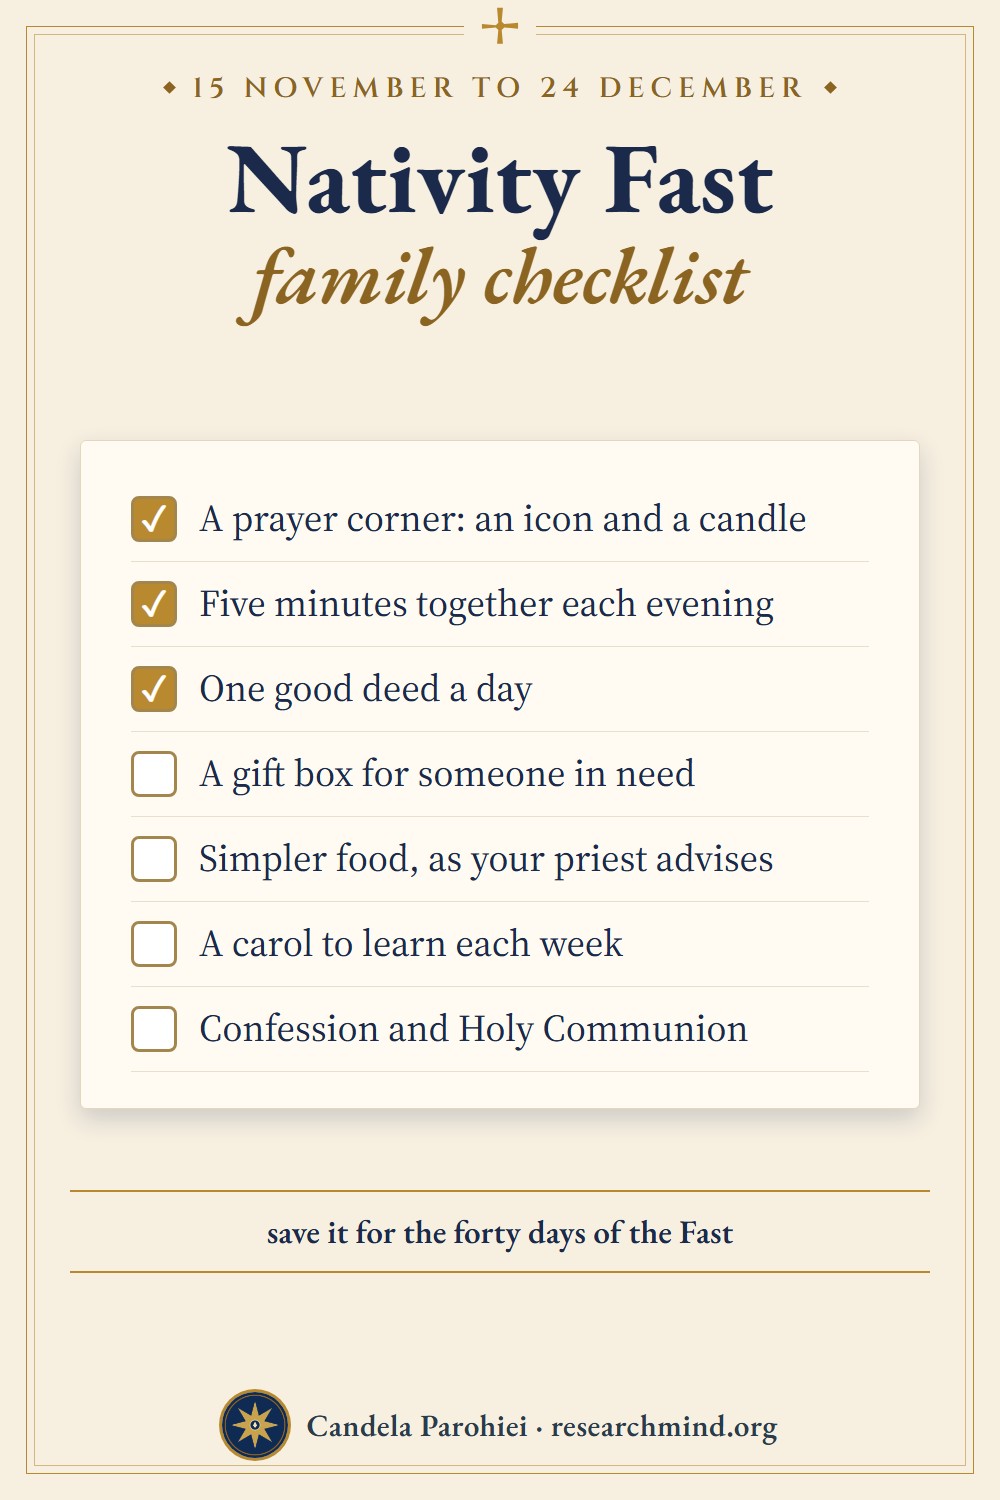 15 NOVEMBER TO 24 DECEMBER
Nativity Fast
family checklist
A prayer corner: an icon and a candle
Five minutes together each evening
One good deed a day
A gift box for someone in need
Simpler food, as your priest advises
A carol to learn each week
Confession and Holy Communion
save it for the forty days of the Fast
Candela Parohiei · researchmind.org